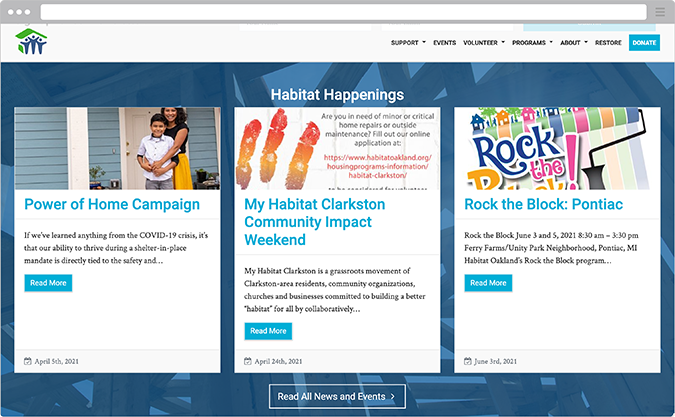 SUPPORT EVENTS VOLUNTEER PROGRAMS ABOUT RESTORE DONATE
Habitat Happenings
Are you in need of minor or critical
home repairs or outside
maintenance? Fill out our online
application at:
https://www.habitatoakland.org/
housingprograms-information/
habitat-clarkston/
to be considered for volunteer
Rock
the
Block!
Power of Home Campaign
If we've learned anything from the COVID-19 crisis, it's
that our ability to thrive during a shelter-in-place
mandate is directly tied to the safety and…
Read More
April 5th, 2021
My Habitat Clarkston
Community Impact
Weekend
My Habitat Clarkston is a grassroots movement of
Clarkston-area residents, community organizations,
churches and businesses committed to building a better
"habitat" for all by collaboratively…
Read More
April 24th, 2021
Rock the Block: Pontiac
Rock the Block June 3 and 5, 2021 8:30 am – 3:30 pm
Ferry Farms/Unity Park Neighborhood, Pontiac, MI
Habitat Oakland's Rock the Block program…
Read More
June 3rd, 2021
Read All News and Events